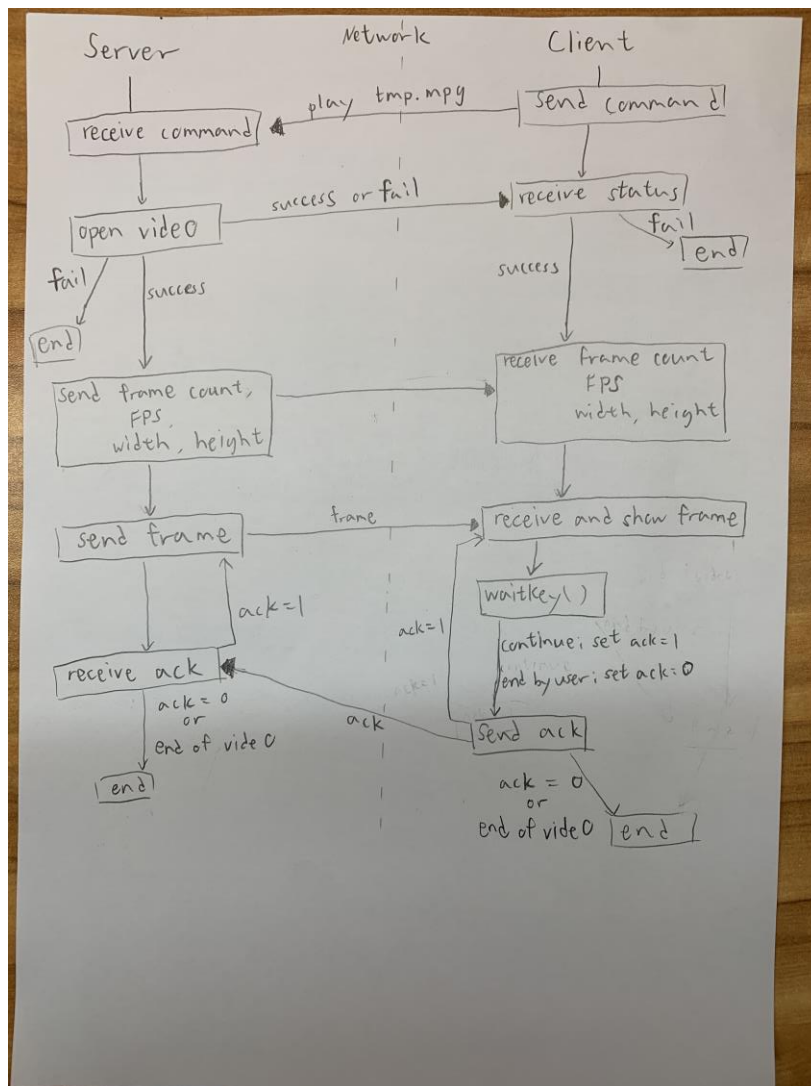 Server
Network
Client
play tmp.mpg
send command
receive command
success or fail
receive status
open video
fail
end
fail
success
success
end
send frame count,
FPS,
width, height
receive frame count
FPS
width, height
send frame
frame
receive and show frame
waitkey()
ack=1
ack=1
continue; set ack=1
end by user; set ack=0
receive ack
ack
send ack
ack = 0
or
end of video
end
ack = 0
or
end of video
end